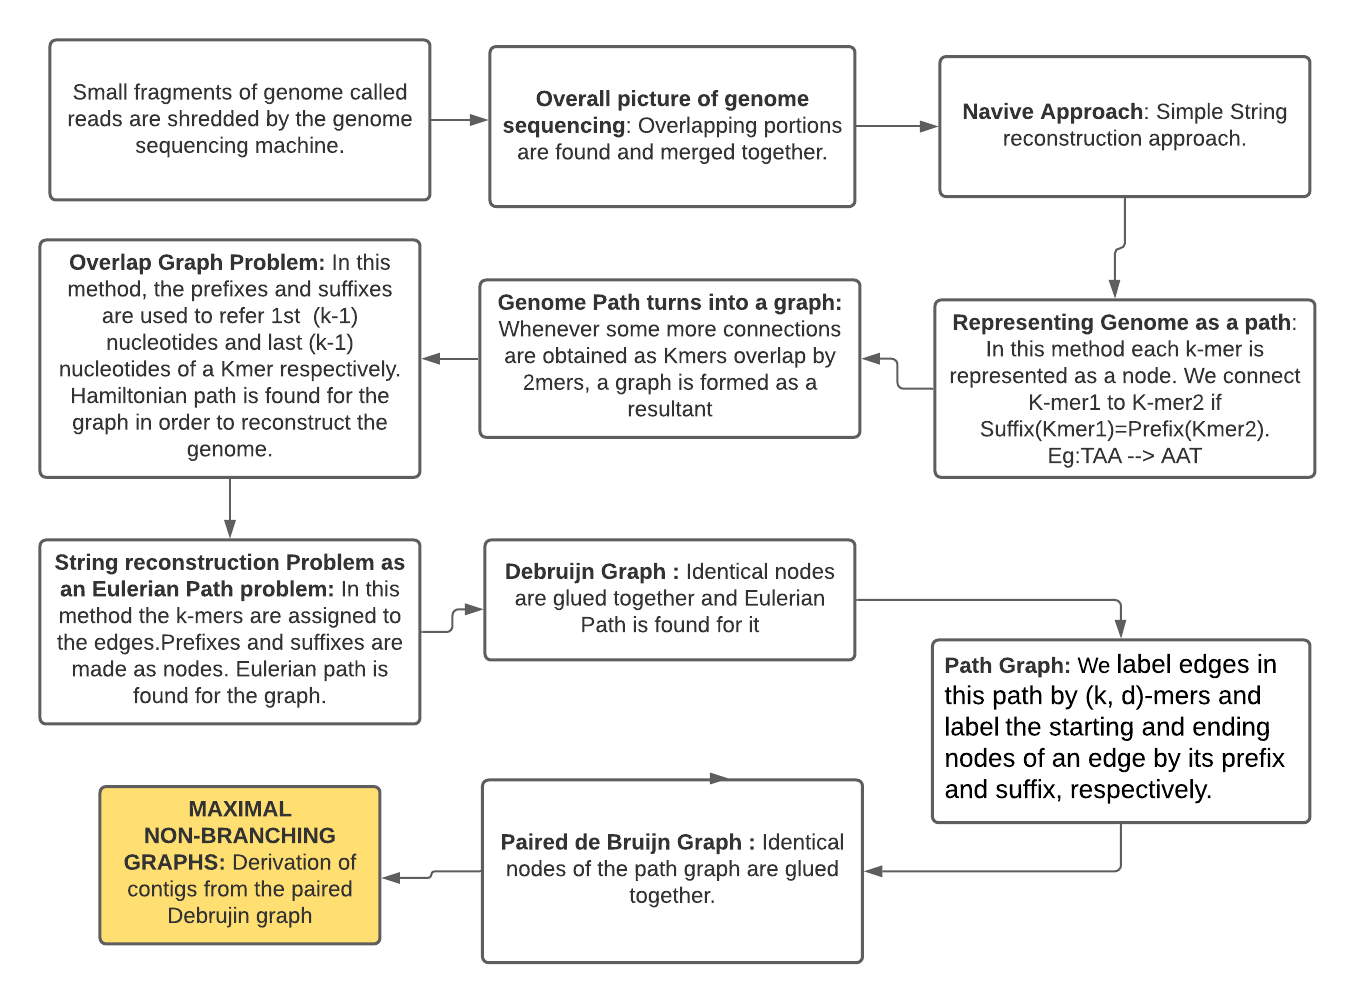 Small fragments of genome called
reads are shredded by the genome
sequencing machine.
Overall picture of genome
sequencing: Overlapping portions
are found and merged together.
Navive Approach: Simple String
reconstruction approach.
Representing Genome as a path:
In this method each k-mer is
represented as a node. We connect
K-mer1 to K-mer2 if
Suffix(Kmer1)=Prefix(Kmer2).
Eg:TAA --> AAT
Genome Path turns into a graph:
Whenever some more connections
are obtained as Kmers overlap by
2mers, a graph is formed as a
resultant
Overlap Graph Problem: In this
method, the prefixes and suffixes
are used to refer 1st  (k-1)
nucleotides and last (k-1)
nucleotides of a Kmer respectively.
Hamiltonian path is found for the
graph in order to reconstruct the
genome.
String reconstruction Problem as
an Eulerian Path problem: In this
method the k-mers are assigned to
the edges.Prefixes and suffixes are
made as nodes. Eulerian path is
found for the graph.
Debruijn Graph : Identical nodes
are glued together and Eulerian
Path is found for it
Path Graph: We label edges in
this path by (k, d)-mers and
label the starting and ending
nodes of an edge by its prefix
and suffix, respectively.
Paired de Bruijn Graph : Identical
nodes of the path graph are glued
together.
MAXIMAL
NON-BRANCHING
GRAPHS: Derivation of
contigs from the paired
Debrujin graph